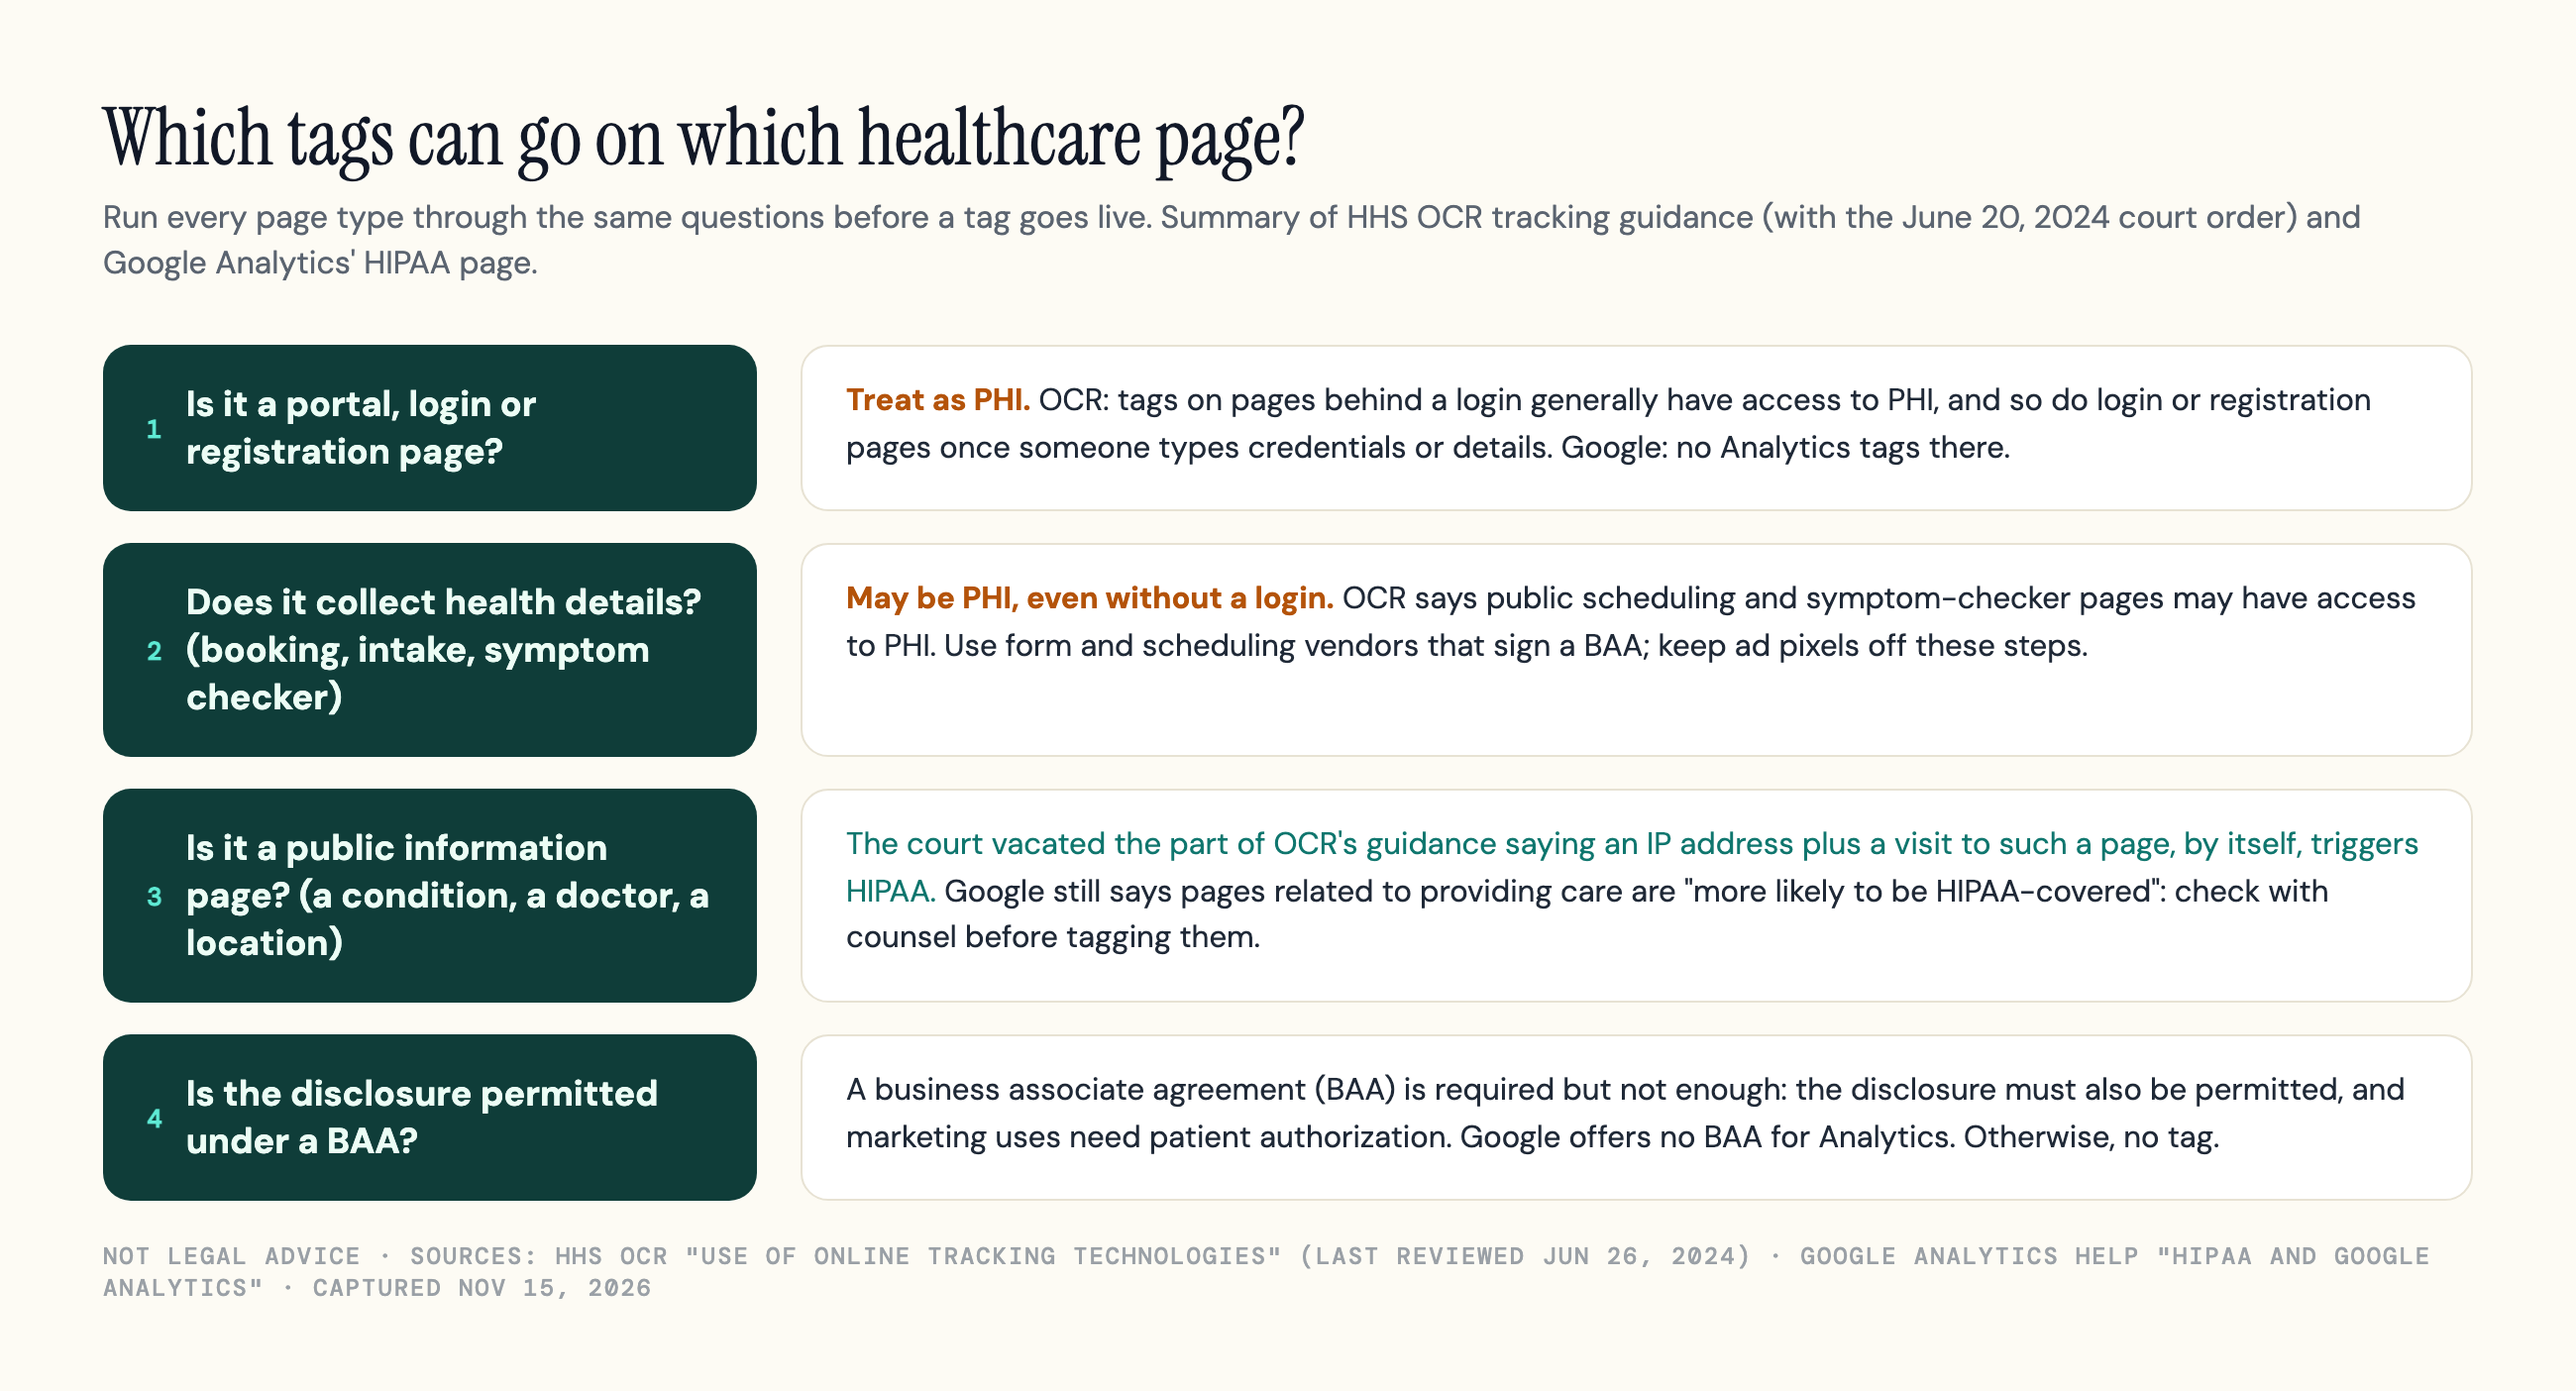 Which tags can go on which healthcare page?
Run every page type through the same questions before a tag goes live. Summary of HHS OCR tracking guidance (with the June 20, 2024 court order) and
Google Analytics' HIPAA page.
1
Is it a portal, login or
registration page?
Treat as PHI. OCR: tags on pages behind a login generally have access to PHI, and so do login or registration
pages once someone types credentials or details. Google: no Analytics tags there.
2
Does it collect health details?
(booking, intake, symptom
checker)
May be PHI, even without a login. OCR says public scheduling and symptom-checker pages may have access
to PHI. Use form and scheduling vendors that sign a BAA; keep ad pixels off these steps.
3
Is it a public information
page? (a condition, a doctor, a
location)
The court vacated the part of OCR's guidance saying an IP address plus a visit to such a page, by itself, triggers
HIPAA. Google still says pages related to providing care are "more likely to be HIPAA-covered": check with
counsel before tagging them.
4
Is the disclosure permitted
under a BAA?
A business associate agreement (BAA) is required but not enough: the disclosure must also be permitted, and
marketing uses need patient authorization. Google offers no BAA for Analytics. Otherwise, no tag.
NOT LEGAL ADVICE · SOURCES: HHS OCR "USE OF ONLINE TRACKING TECHNOLOGIES" (LAST REVIEWED JUN 26, 2024) · GOOGLE ANALYTICS HELP "HIPAA AND GOOGLE
ANALYTICS" · CAPTURED NOV 15, 2026